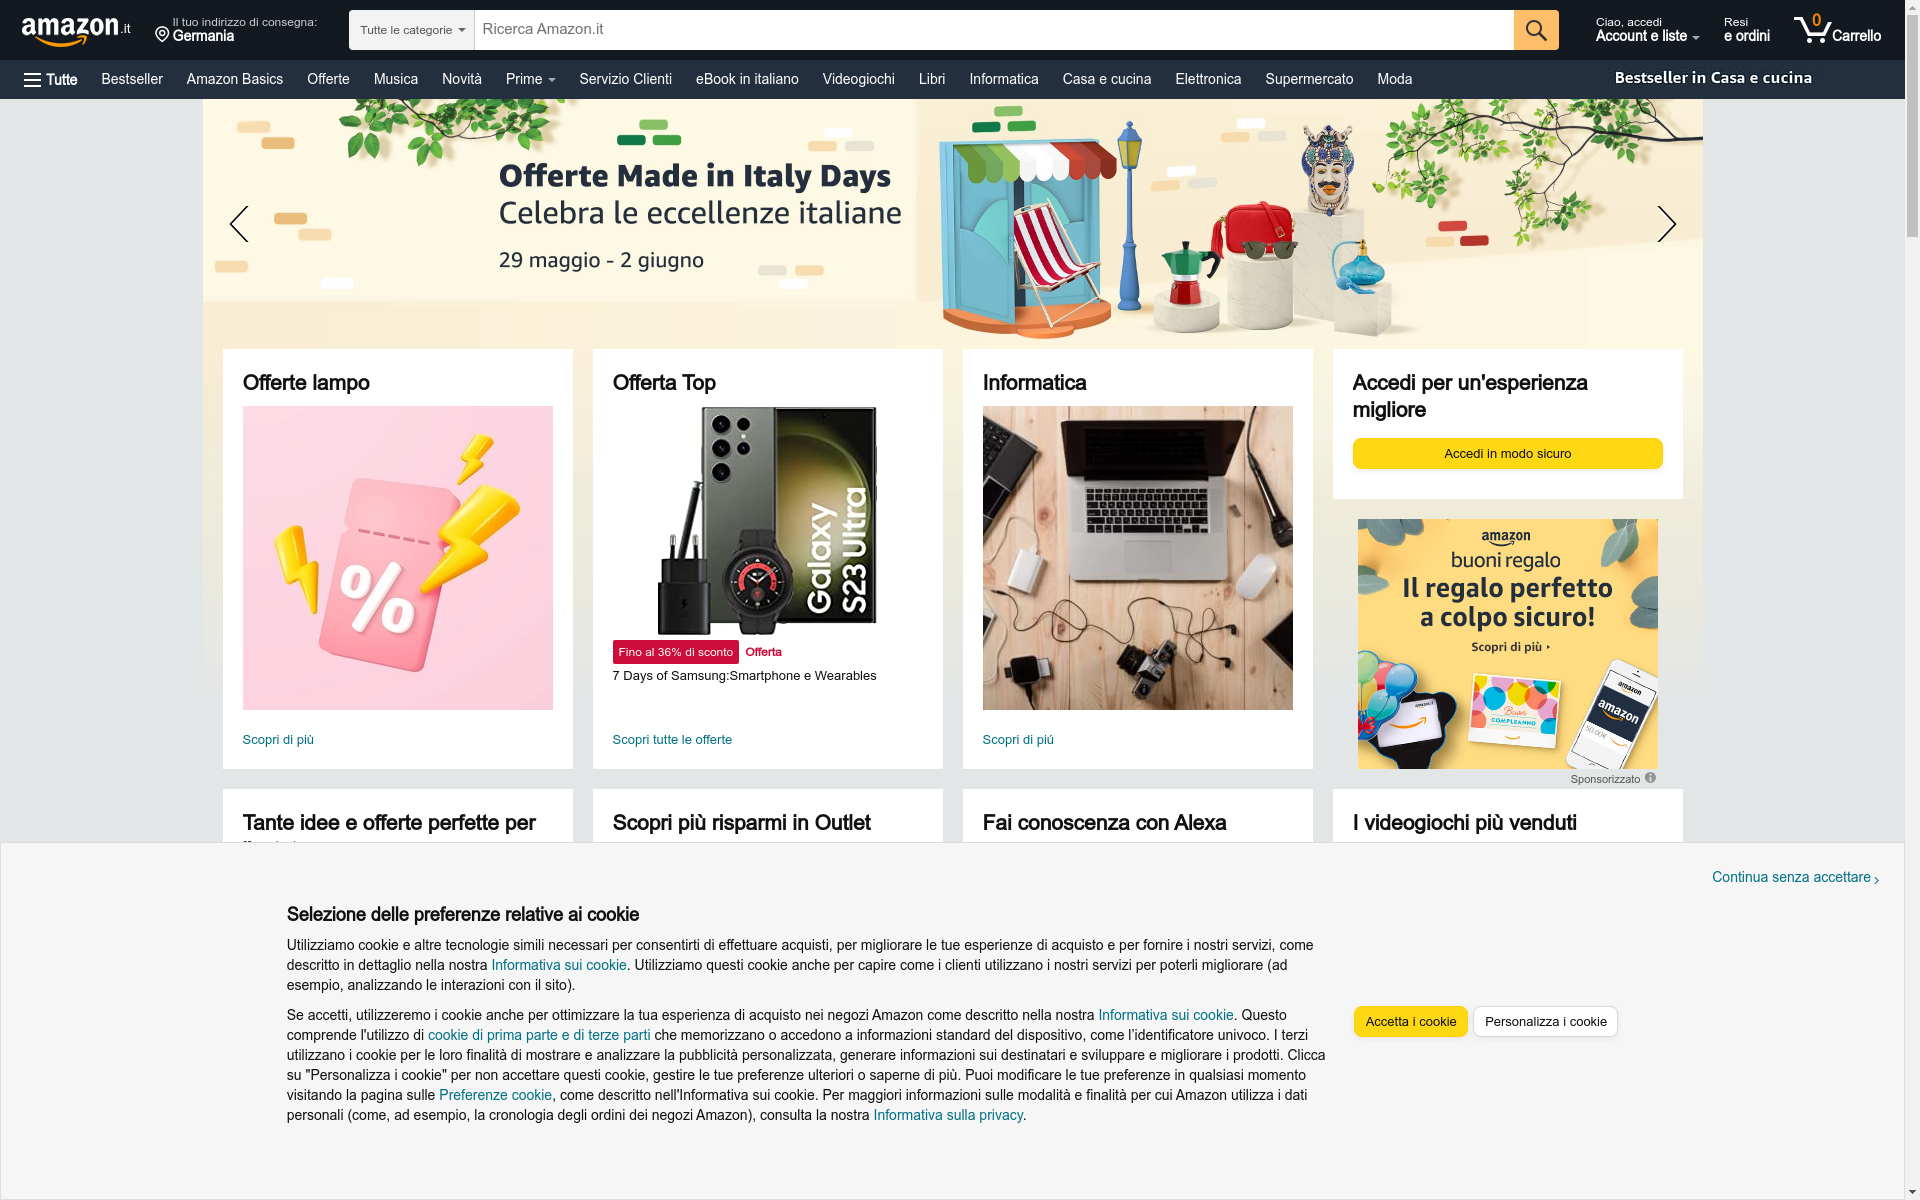 amazon.it
Il tuo indirizzo di consegna:
Germania
Tutte le categorie
Ricerca Amazon.it
Ciao, accedi
Account e liste
Resi
e ordini
0
Carrello
Tutte
Bestseller
Amazon Basics
Offerte
Musica
Novità
Prime
Servizio Clienti
eBook in italiano
Videogiochi
Libri
Informatica
Casa e cucina
Elettronica
Supermercato
Moda
Bestseller in Casa e cucina
Offerte Made in Italy Days
Celebra le eccellenze italiane
29 maggio - 2 giugno
Offerte lampo
%
Scopri di più
Offerta Top
Galaxy
S23 Ultra
Fino al 36% di sconto
Offerta
7 Days of Samsung:Smartphone e Wearables
Scopri tutte le offerte
Informatica
Scopri di piú
Accedi per un'esperienza
migliore
Accedi in modo sicuro
amazon
buoni regalo
Il regalo perfetto
a colpo sicuro!
Scopri di più
Buon
COMPLEANNO
amazon
amazon
50,00€
Sponsorizzato
Tante idee e offerte perfette per
Scopri più risparmi in Outlet
Fai conoscenza con Alexa
I videogiochi più venduti
Continua senza accettare
Selezione delle preferenze relative ai cookie
Utilizziamo cookie e altre tecnologie simili necessari per consentirti di effettuare acquisti, per migliorare le tue esperienze di acquisto e per fornire i nostri servizi, come
descritto in dettaglio nella nostra Informativa sui cookie. Utilizziamo questi cookie anche per capire come i clienti utilizzano i nostri servizi per poterli migliorare (ad
esempio, analizzando le interazioni con il sito).
Se accetti, utilizzeremo i cookie anche per ottimizzare la tua esperienza di acquisto nei negozi Amazon come descritto nella nostra Informativa sui cookie. Questo
comprende l'utilizzo di cookie di prima parte e di terze parti che memorizzano o accedono a informazioni standard del dispositivo, come l’identificatore univoco. I terzi
utilizzano i cookie per le loro finalità di mostrare e analizzare la pubblicità personalizzata, generare informazioni sui destinatari e sviluppare e migliorare i prodotti. Clicca
su "Personalizza i cookie" per non accettare questi cookie, gestire le tue preferenze ulteriori o saperne di più. Puoi modificare le tue preferenze in qualsiasi momento
visitando la pagina sulle Preferenze cookie, come descritto nell'Informativa sui cookie. Per maggiori informazioni sulle modalità e finalità per cui Amazon utilizza i dati
personali (come, ad esempio, la cronologia degli ordini dei negozi Amazon), consulta la nostra Informativa sulla privacy.
Accetta i cookie
Personalizza i cookie